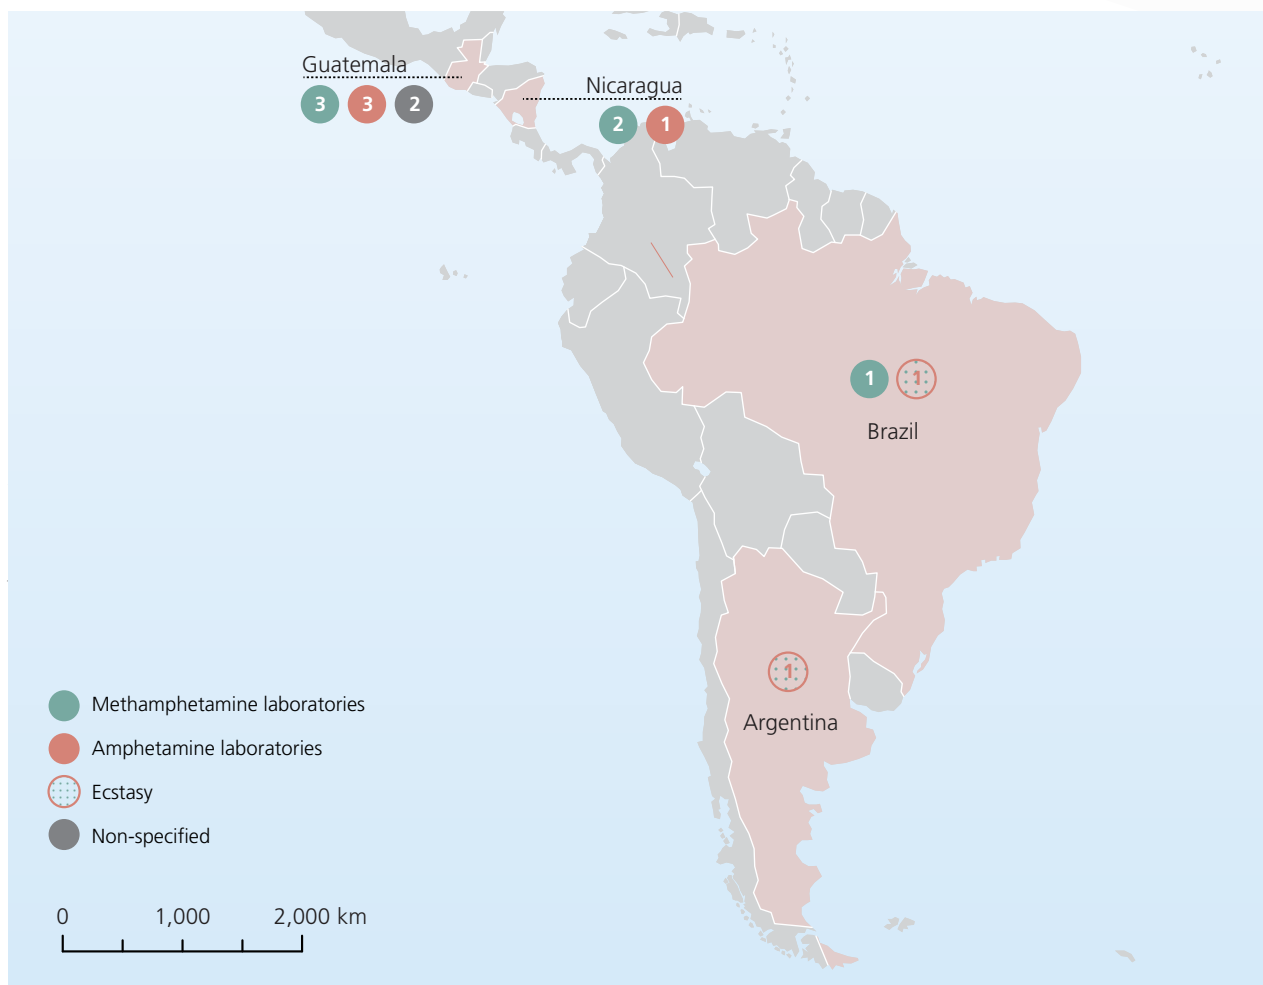 Guatemala
3 3 2
Nicaragua
2 1
1 1
Brazil
1
Argentina
Methamphetamine laboratories
Amphetamine laboratories
Ecstasy
Non-specified
0 1,000 2,000 km